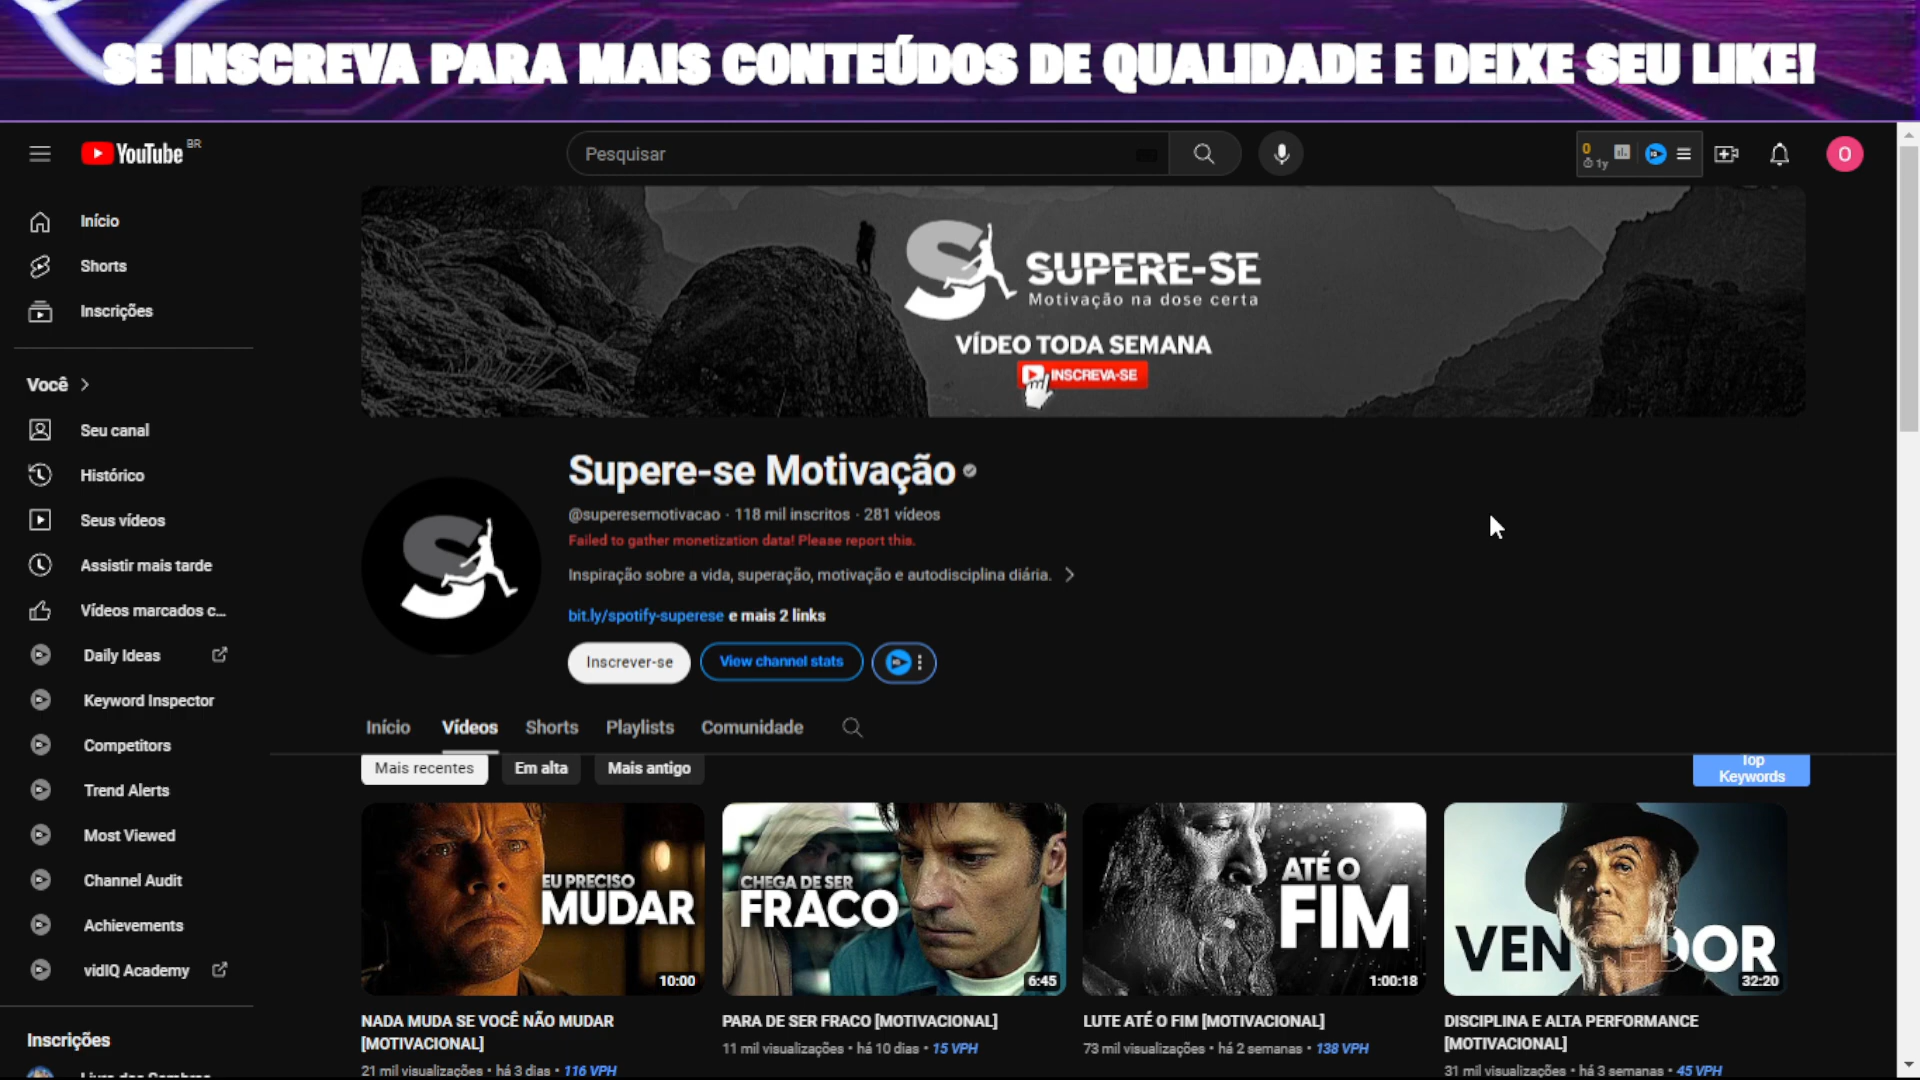 SE INSCREVA PARA MAIS CONTEÚDOS DE QUALIDADE E DEIXE SEU LIKE!
YouTube BR
Pesquisar
0
1y
O
Início
Shorts
Inscrições
Você
Seu canal
Histórico
Seus vídeos
Assistir mais tarde
Vídeos marcados c...
Daily Ideas
Keyword Inspector
Competitors
Trend Alerts
Most Viewed
Channel Audit
Achievements
vidIQ Academy
Inscrições
SUPERE-SE
Motivação na dose certa
VÍDEO TODA SEMANA
INSCREVA-SE
Supere-se Motivação
@superesemotivacao · 118 mil inscritos · 281 vídeos
Failed to gather monetization data! Please report this.
Inspiração sobre a vida, superação, motivação e autodisciplina diária.
bit.ly/spotify-superese e mais 2 links
Inscrever-se
View channel stats
Início Vídeos Shorts Playlists Comunidade
Mais recentes Em alta Mais antigo
Top
Keywords
EU PRECISO
MUDAR
10:00
CHEGA DE SER
FRACO
6:45
ATÉ O
FIM
1:00:18
VENCEDOR
32:20
NADA MUDA SE VOCÊ NÃO MUDAR
[MOTIVACIONAL]
21 mil visualizações • há 3 dias • 116 VPH
PARA DE SER FRACO [MOTIVACIONAL]
11 mil visualizações • há 10 dias • 15 VPH
LUTE ATÉ O FIM [MOTIVACIONAL]
73 mil visualizações • há 2 semanas • 138 VPH
DISCIPLINA E ALTA PERFORMANCE
[MOTIVACIONAL]
31 mil visualizações • há 3 semanas • 45 VPH